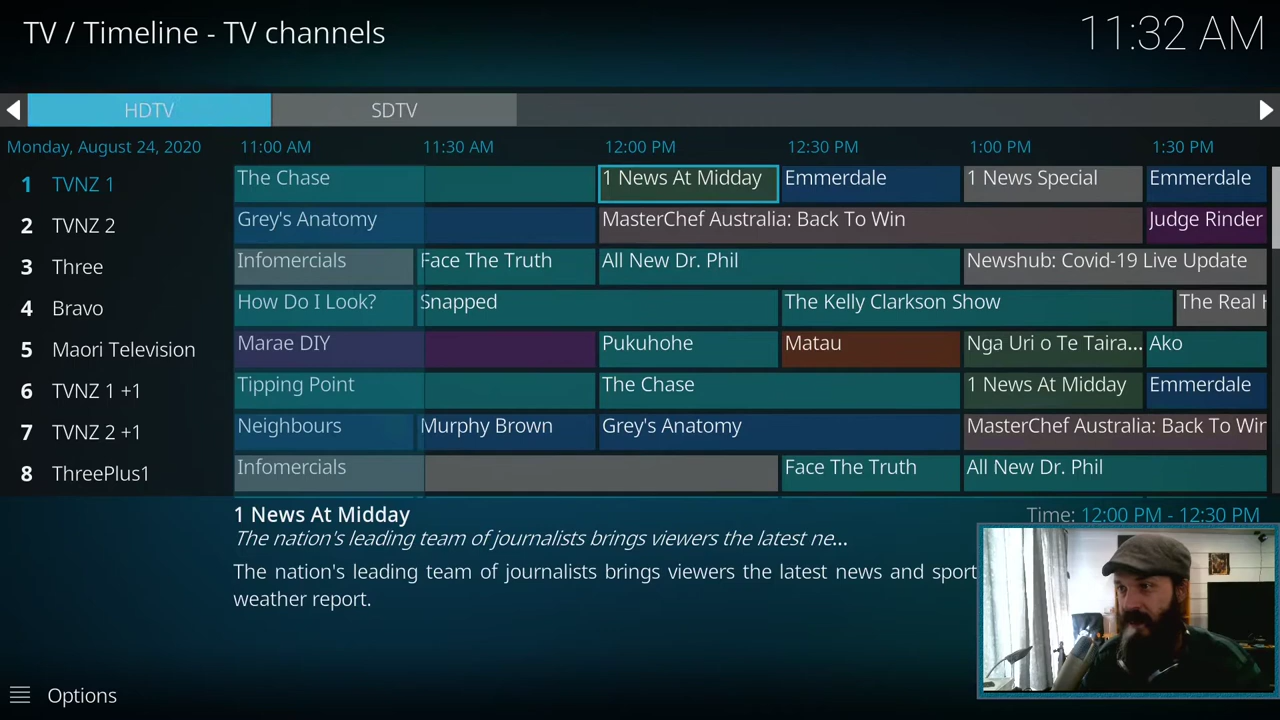 TV / Timeline - TV channels
11:32 AM
HDTV
SDTV
Monday, August 24, 2020
11:00 AM
11:30 AM
12:00 PM
12:30 PM
1:00 PM
1:30 PM
1 TVNZ 1
The Chase
1 News At Midday
Emmerdale
1 News Special
Emmerdale
2 TVNZ 2
Grey's Anatomy
MasterChef Australia: Back To Win
Judge Rinder
3 Three
Infomercials
Face The Truth
All New Dr. Phil
Newshub: Covid-19 Live Update
4 Bravo
How Do I Look?
Snapped
The Kelly Clarkson Show
The Real
5 Maori Television
Marae DIY
Pukuhohe
Matau
Nga Uri o Te Taira...
Ako
6 TVNZ 1 +1
Tipping Point
The Chase
1 News At Midday
Emmerdale
7 TVNZ 2 +1
Neighbours
Murphy Brown
Grey's Anatomy
MasterChef Australia: Back To Win
8 ThreePlus1
Infomercials
Face The Truth
All New Dr. Phil
1 News At Midday
Time: 12:00 PM - 12:30 PM
The nation's leading team of journalists brings viewers the latest ne...
The nation's leading team of journalists brings viewers the latest news and sport
weather report.
Options